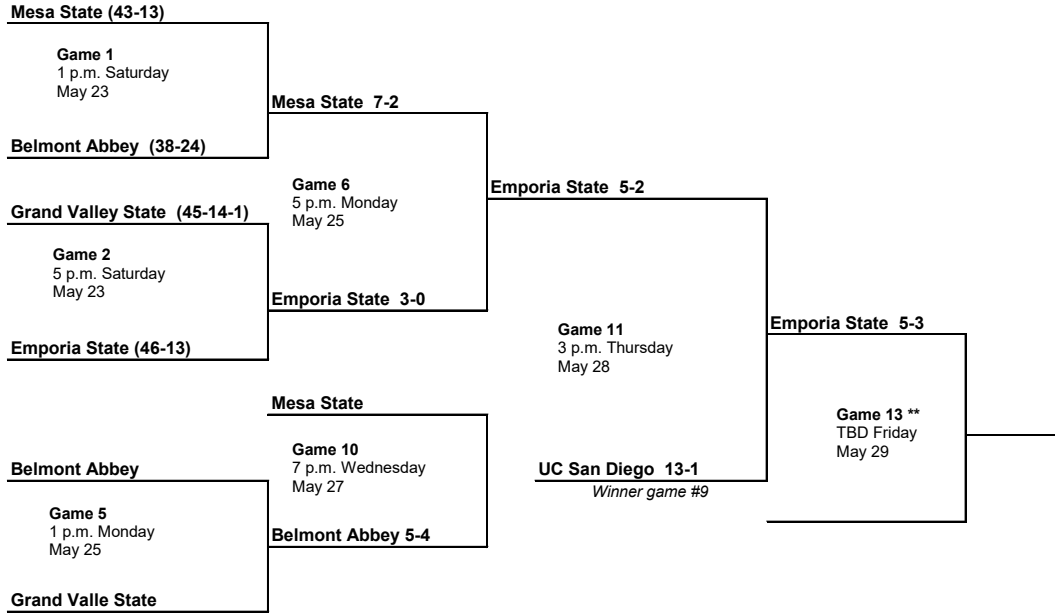 Mesa State (43-13)
Game 1
1 p.m. Saturday
May 23
Mesa State  7-2
Belmont Abbey  (38-24)
Game 6
5 p.m. Monday
May 25
Emporia State  5-2
Grand Valley State  (45-14-1)
Game 2
5 p.m. Saturday
May 23
Emporia State  3-0
Emporia State (46-13)
Game 11
3 p.m. Thursday
May 28
Emporia State  5-3
Mesa State
Game 13 **
TBD Friday
May 29
Game 10
7 p.m. Wednesday
May 27
Belmont Abbey
UC San Diego  13-1
Winner game #9
Game 5
1 p.m. Monday
May 25
Belmont Abbey 5-4
Grand Valle State